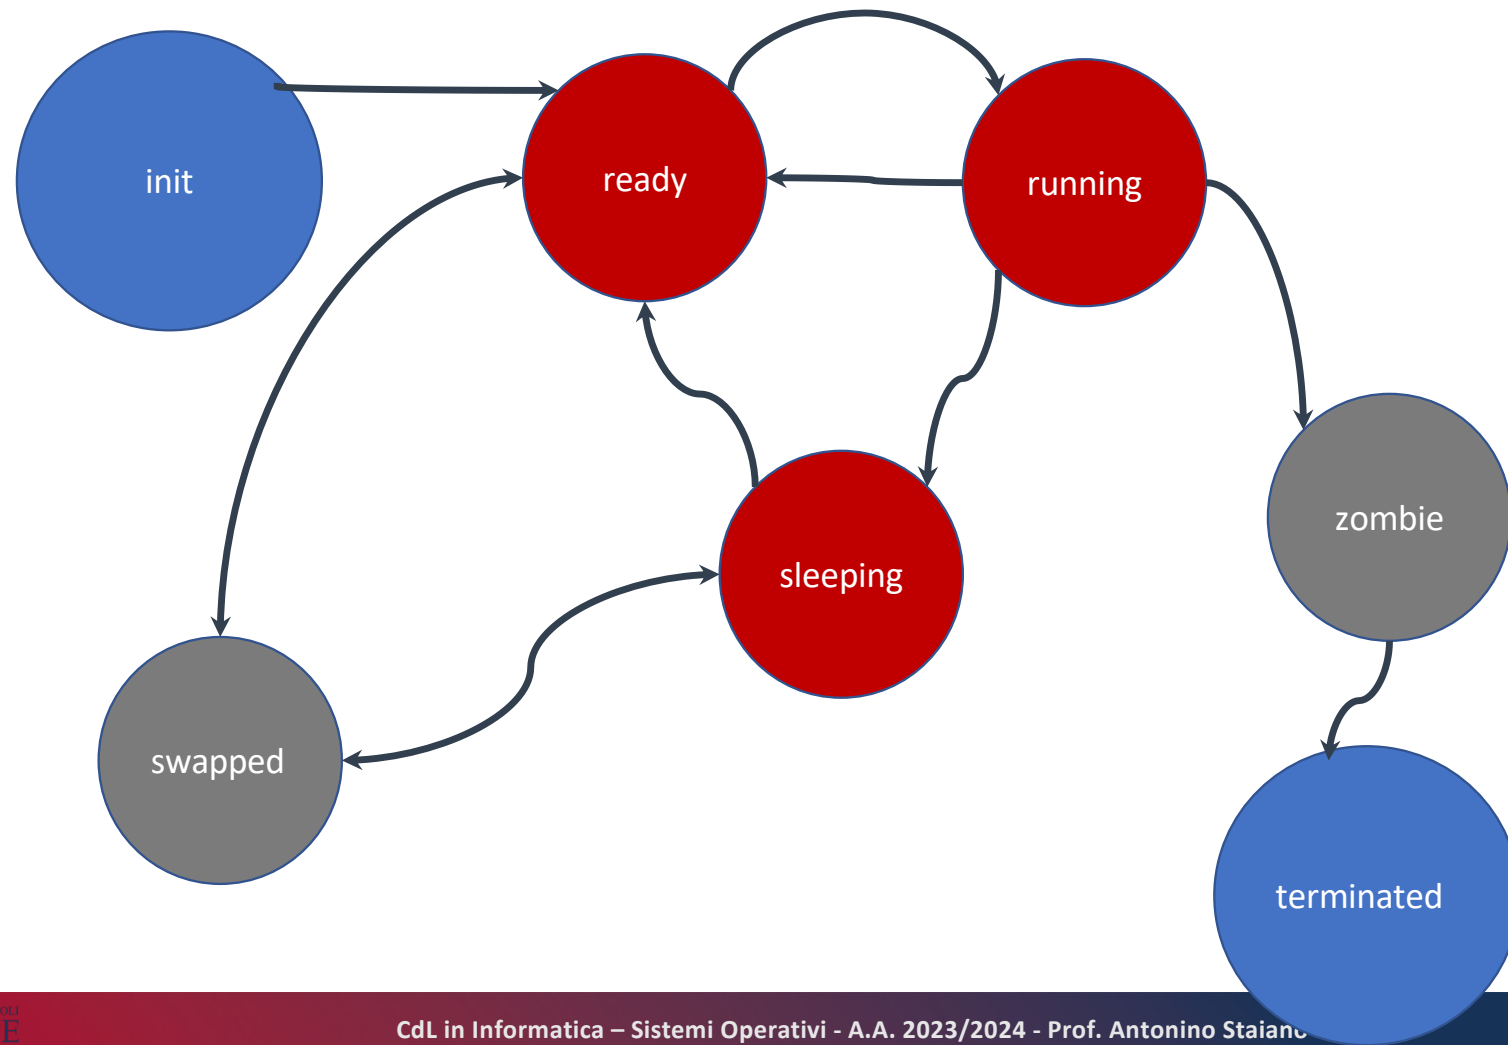 init
ready
running
sleeping
zombie
swapped
terminated
CdL in Informatica – Sistemi Operativi - A.A. 2023/2024 - Prof. Antonino Staiano